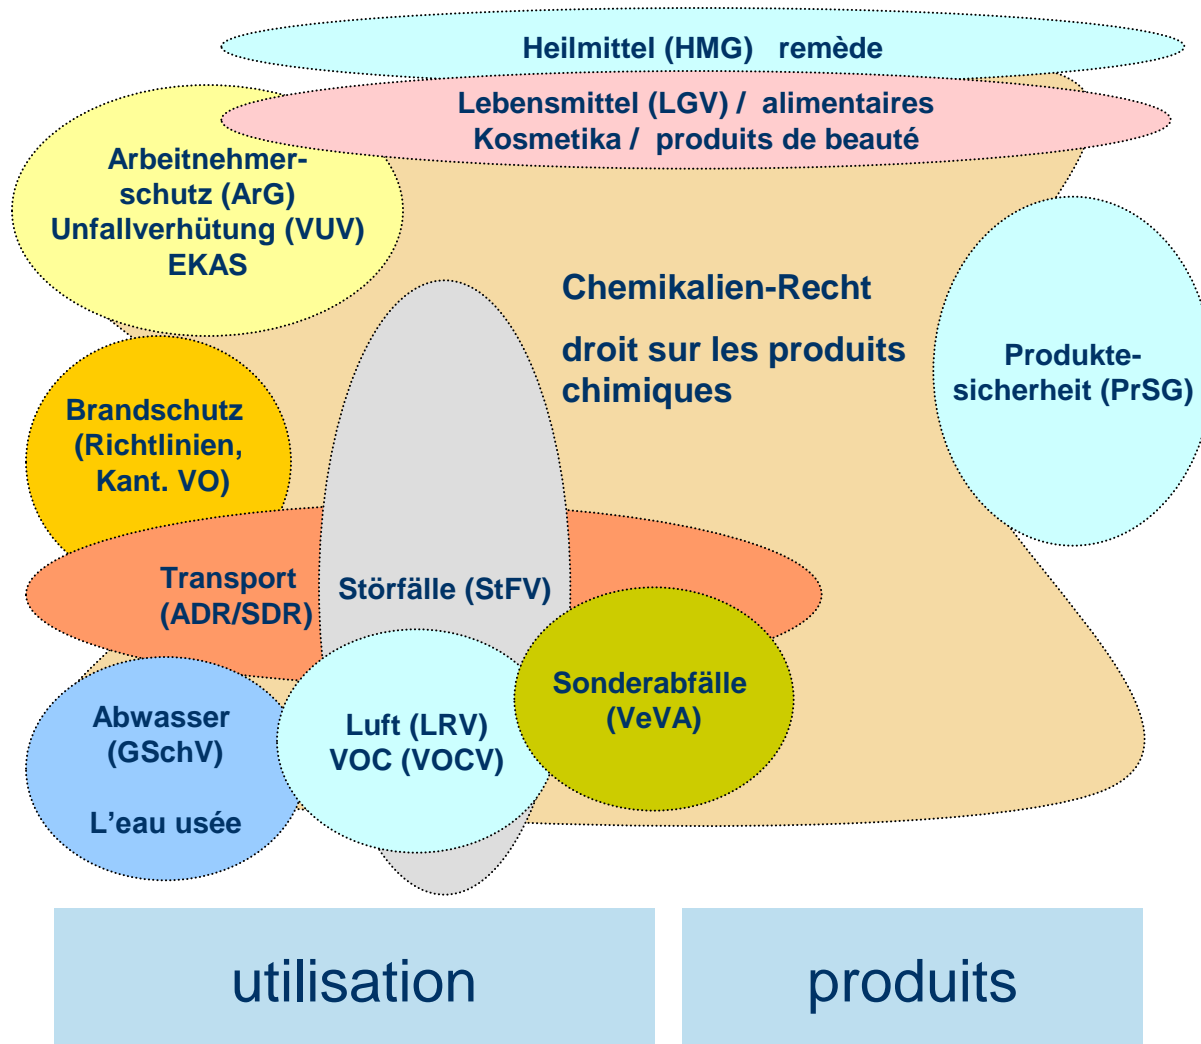 Heilmittel (HMG) remède
Lebensmittel (LGV) / alimentaires
Kosmetika / produits de beauté
Arbeitnehmer-
schutz (ArG)
Unfallverhütung (VUV)
EKAS
Chemikalien-Recht
droit sur les produits
chimiques
Produkte-
sicherheit (PrSG)
Brandschutz
(Richtlinien,
Kant. VO)
Transport
(ADR/SDR)
Störfälle (StFV)
Sonderabfälle
(VeVA)
Abwasser
(GSchV)
L'eau usée
Luft (LRV)
VOC (VOCV)
utilisation
produits